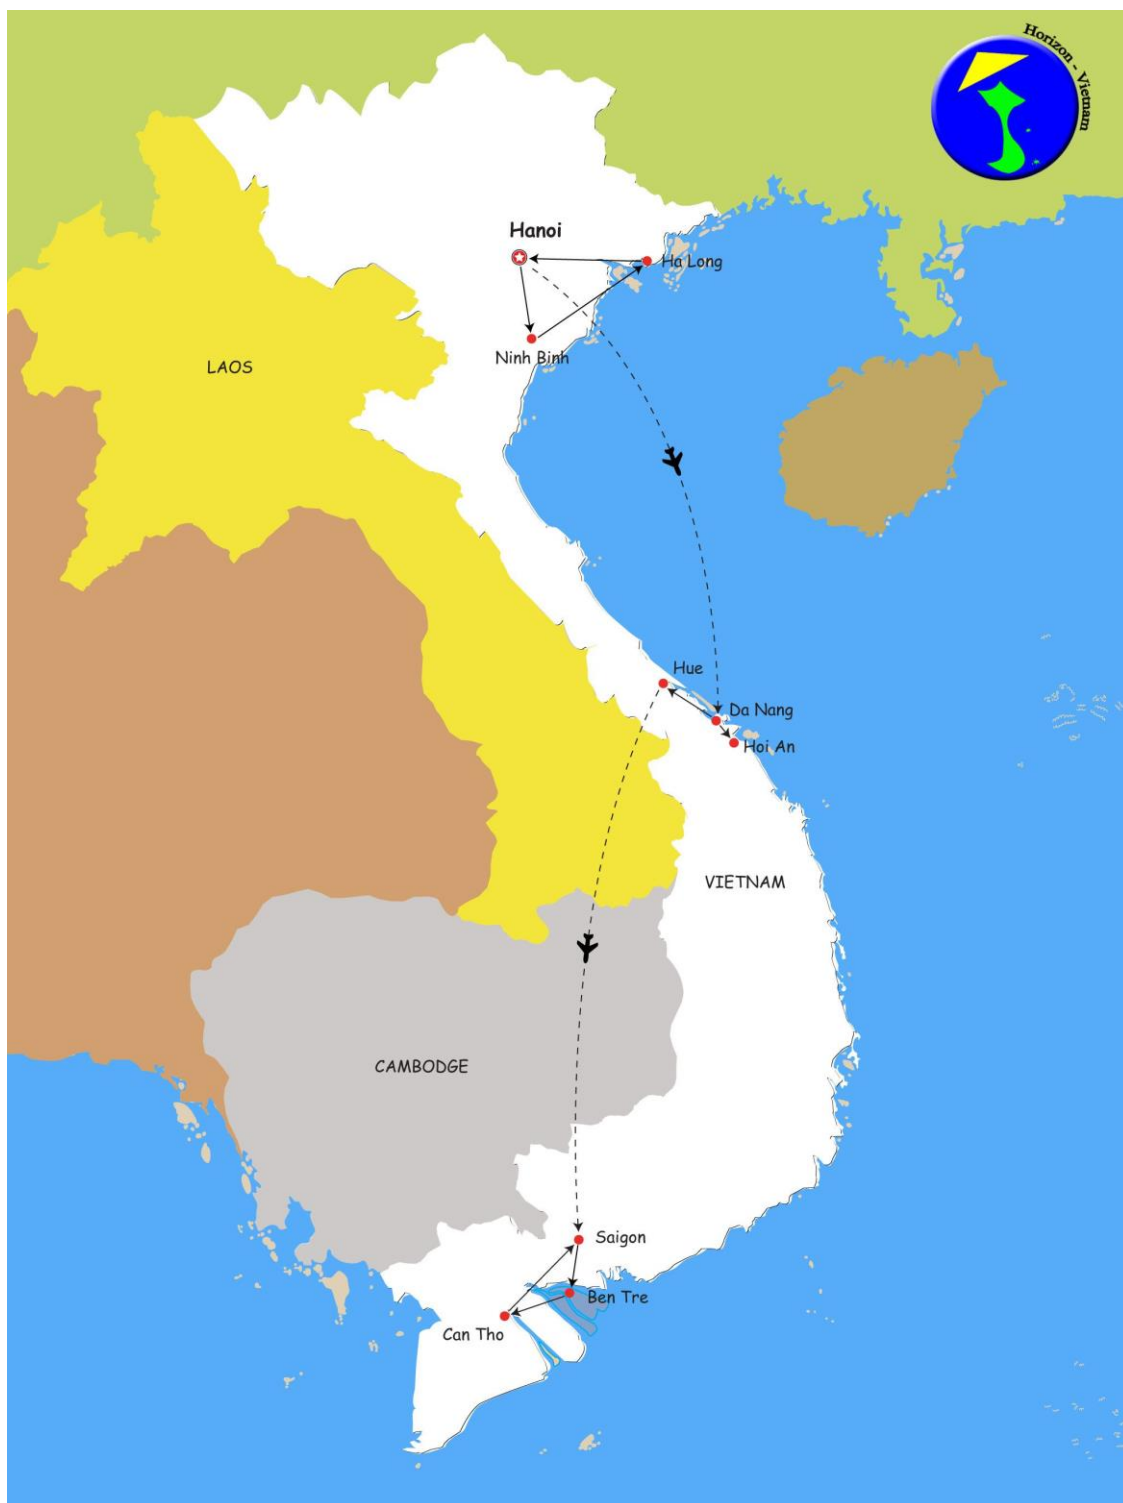 Horizon - Vietnam
Hanoi
Ha Long
Ninh Binh
LAOS
Hue
Da Nang
Hoi An
VIETNAM
CAMBODGE
Saigon
Ben Tre
Can Tho